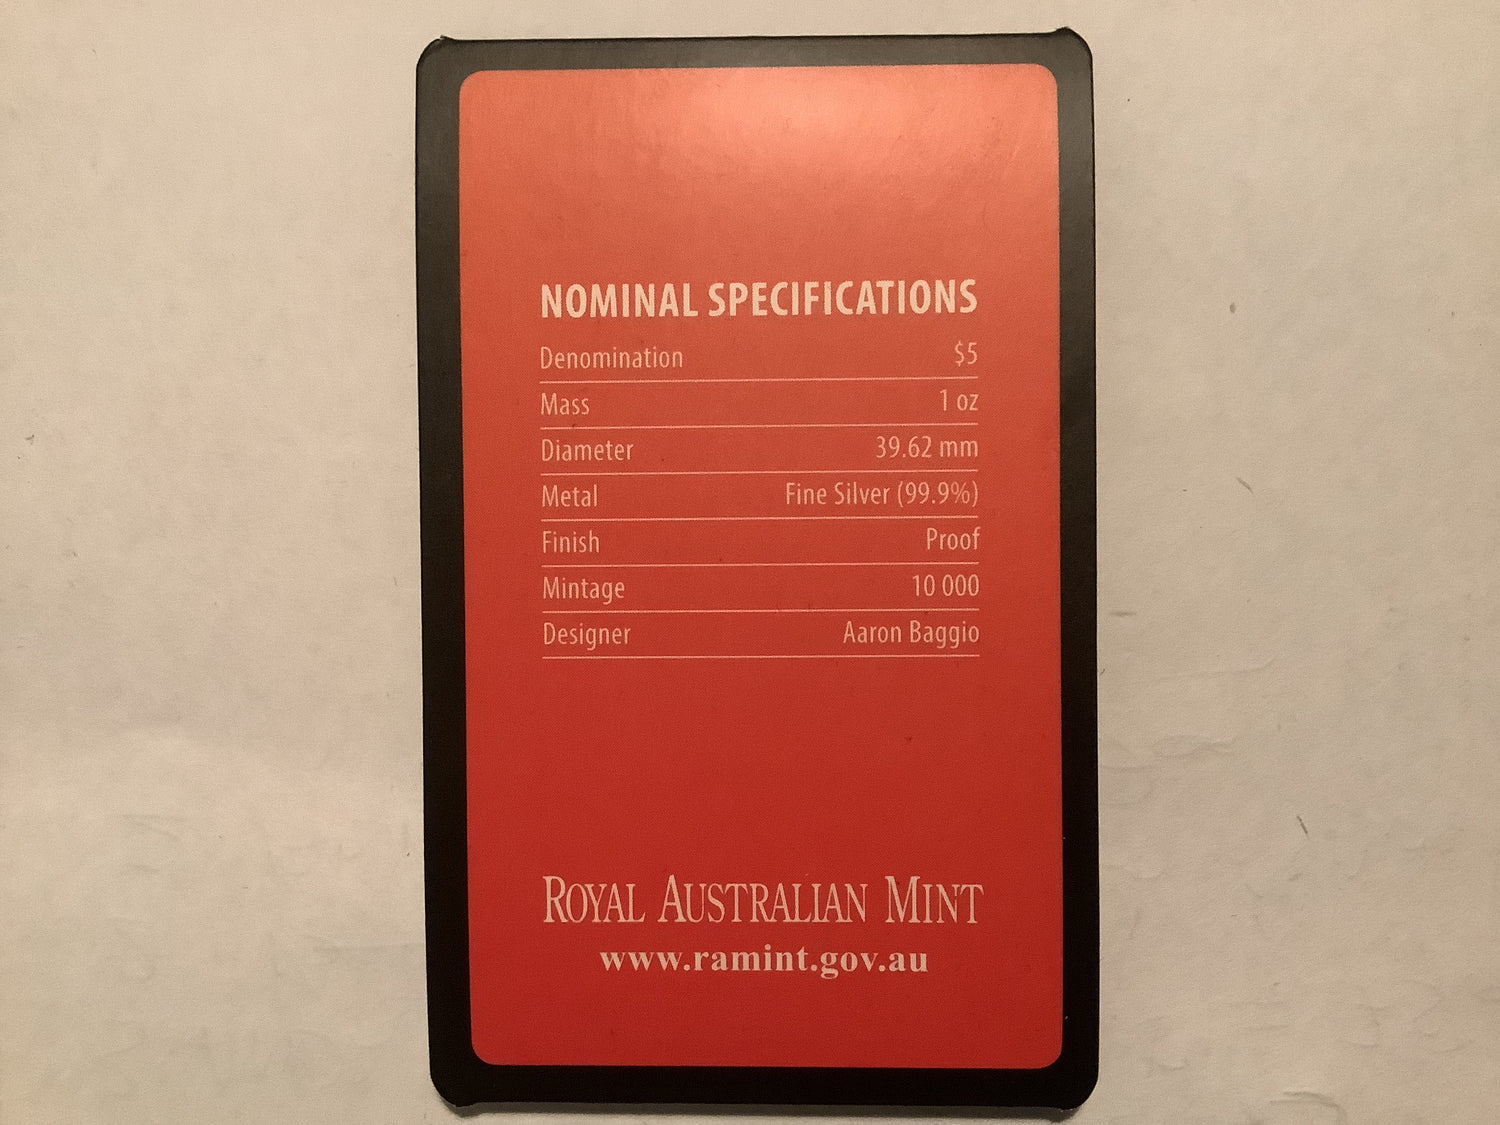 NOMINAL SPECIFICATIONS
Denomination $5
Mass 1 oz
Diameter 39.62 mm
Metal Fine Silver (99.9%)
Finish Proof
Mintage 10 000
Designer Aaron Baggio
ROYAL AUSTRALIAN MINT
www.ramint.gov.au